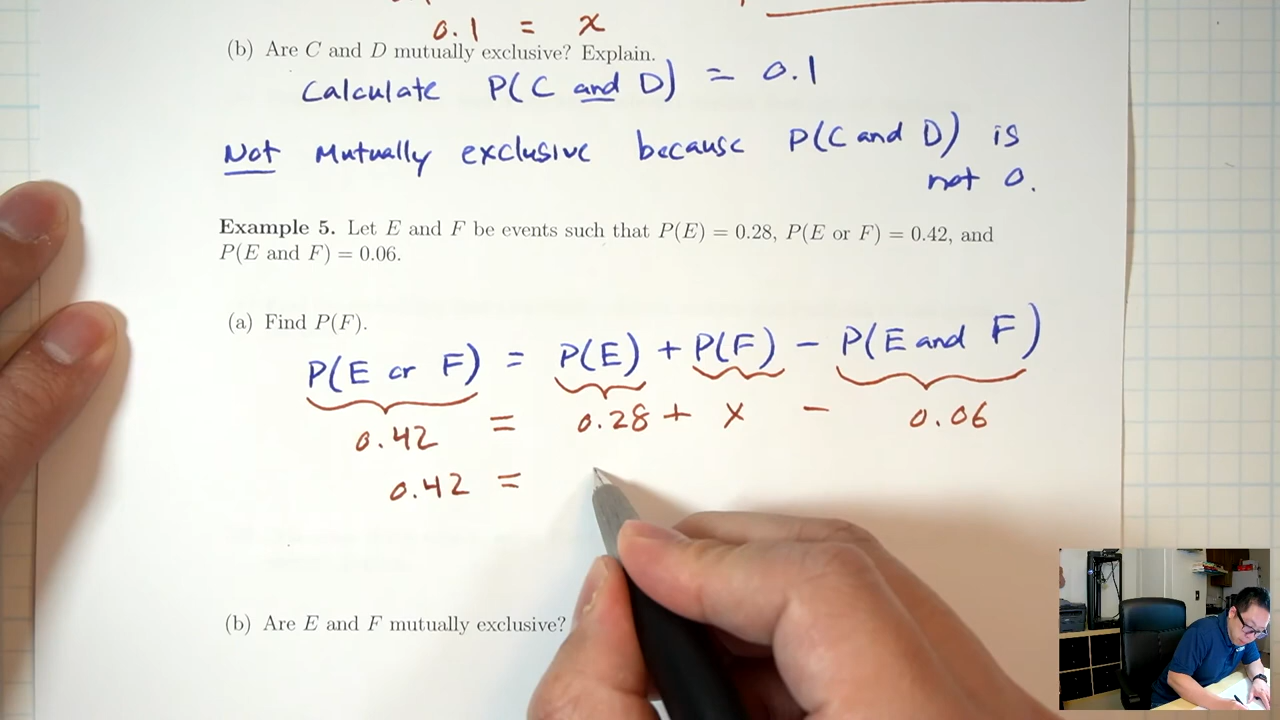 0.1 = x
(b) Are C and D mutually exclusive? Explain.
Calculate P(C and D) = 0.1
Not Mutually exclusive because P(C and D) is
not 0.
Example 5. Let E and F be events such that P(E) = 0.28, P(E or F) = 0.42, and
P(E and F) = 0.06.
(a) Find P(F).
P(E or F) = P(E) + P(F) − P(E and F)
0.42 = 0.28 + x − 0.06
0.42 =
(b) Are E and F mutually exclusive?